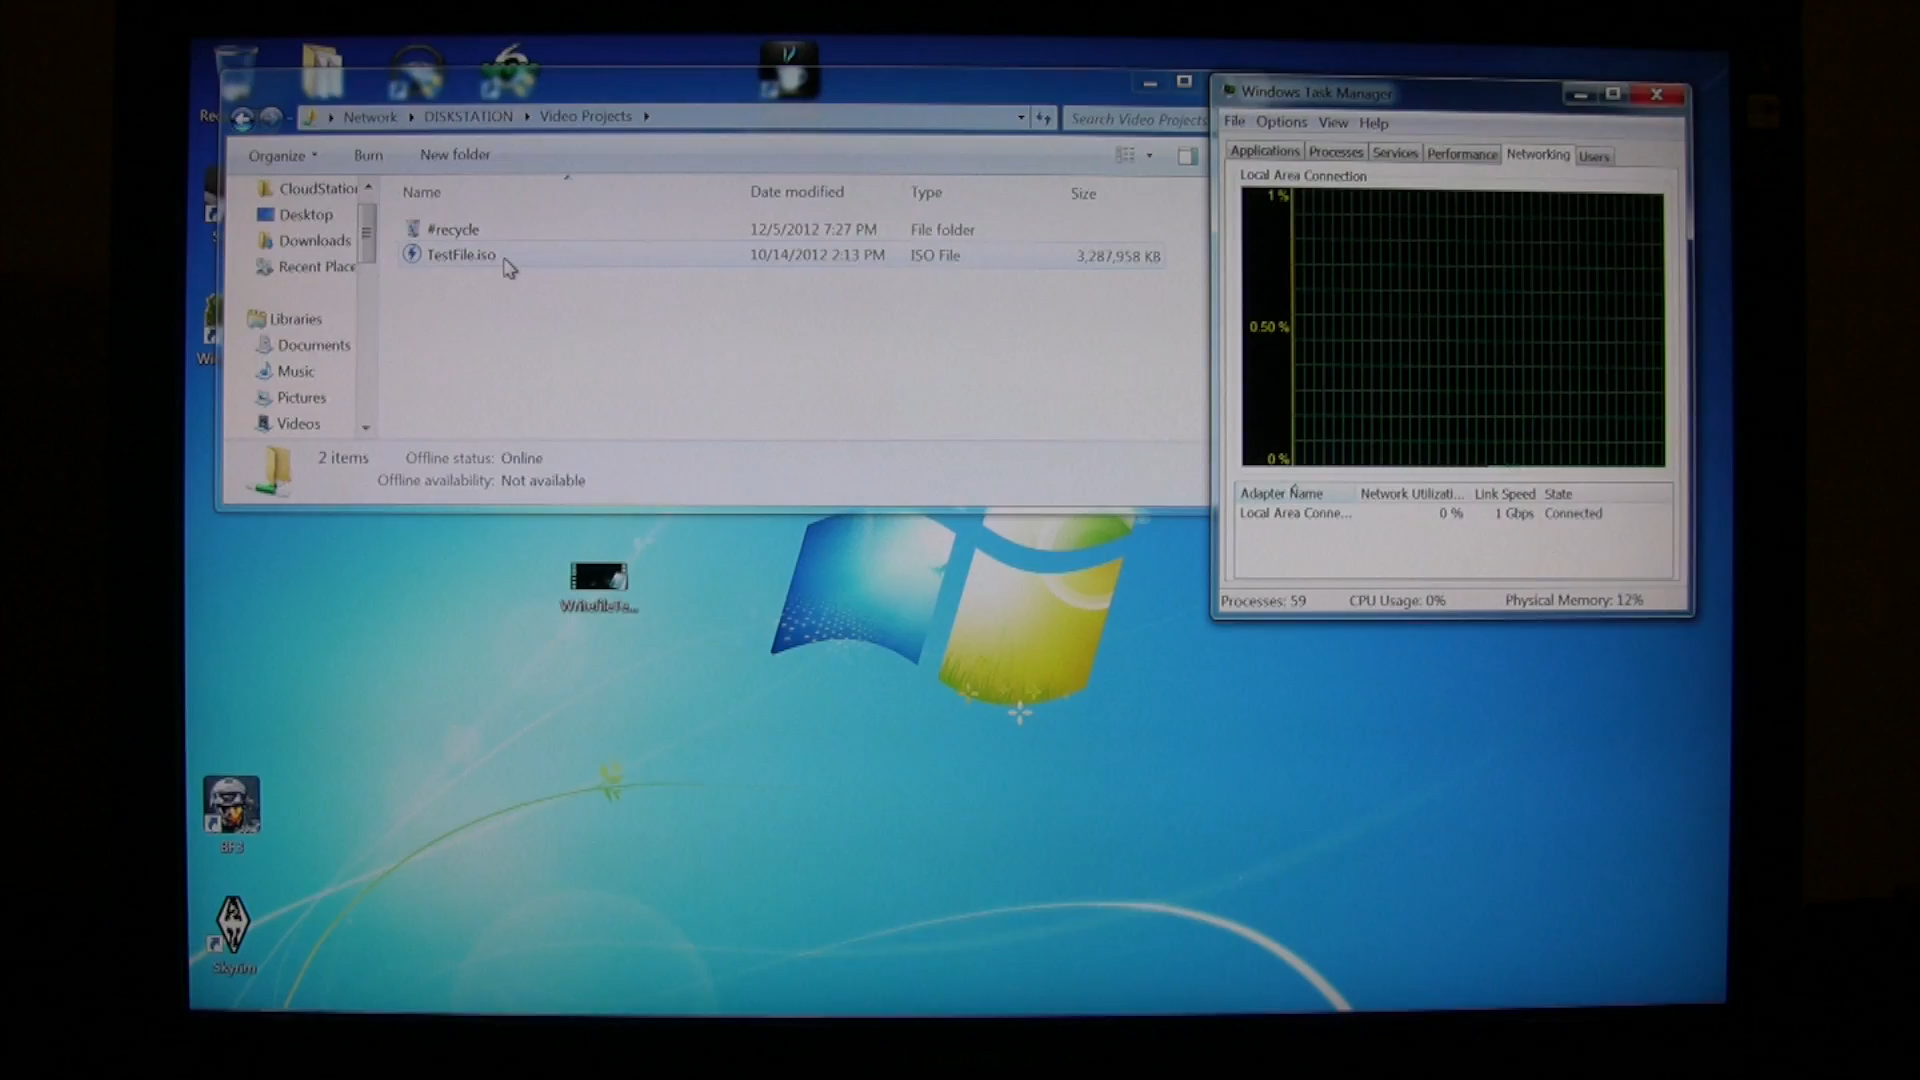 Network ▸ DISKSTATION ▸ Video Projects ▸
Search Video Projects
Organize
Burn
New folder
Name
Date modified
Type
Size
#recycle
12/5/2012 7:27 PM
File folder
TestFile.iso
10/14/2012 2:13 PM
ISO File
3,287,958 KB
CloudStation
Desktop
Downloads
Recent Place
Libraries
Documents
Music
Pictures
Videos
2 items
Offline status: Online
Offline availability: Not available
Windows Task Manager
File Options View Help
Applications Processes Services Performance Networking Users
Local Area Connection
1 %
0.50 %
0 %
Adapter Name Network Utilizati... Link Speed State
Local Area Conne... 0 % 1 Gbps Connected
Processes: 59 CPU Usage: 0% Physical Memory: 12%
BF3
Skyrim